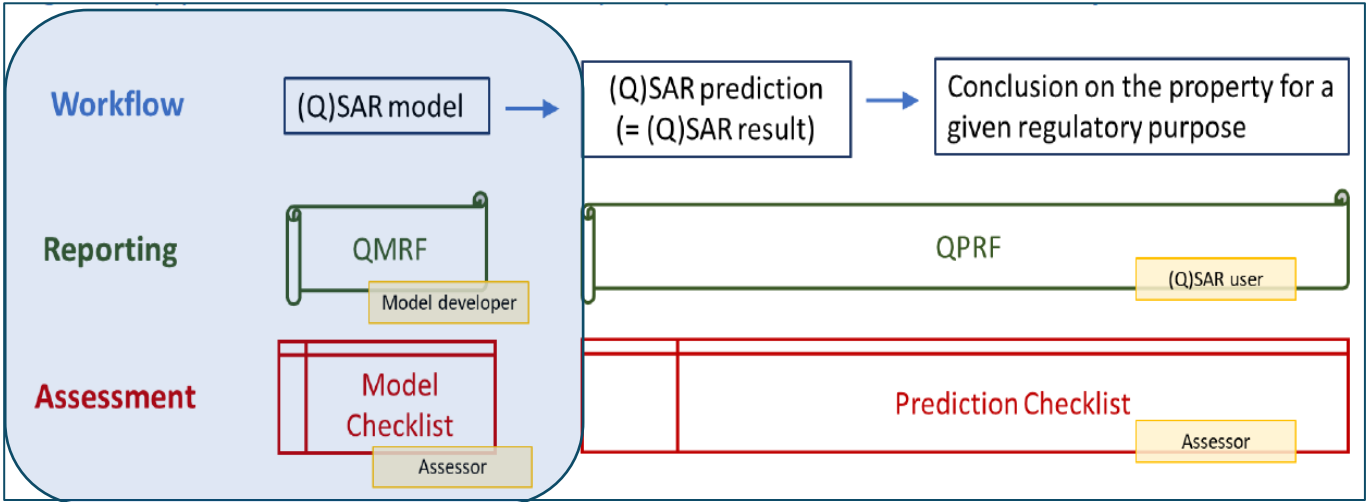 Workflow
(Q)SAR model
(Q)SAR prediction
(= (Q)SAR result)
Conclusion on the property for a
given regulatory purpose
Reporting
QMRF
Model developer
QPRF
(Q)SAR user
Assessment
Model
Checklist
Assessor
Prediction Checklist
Assessor